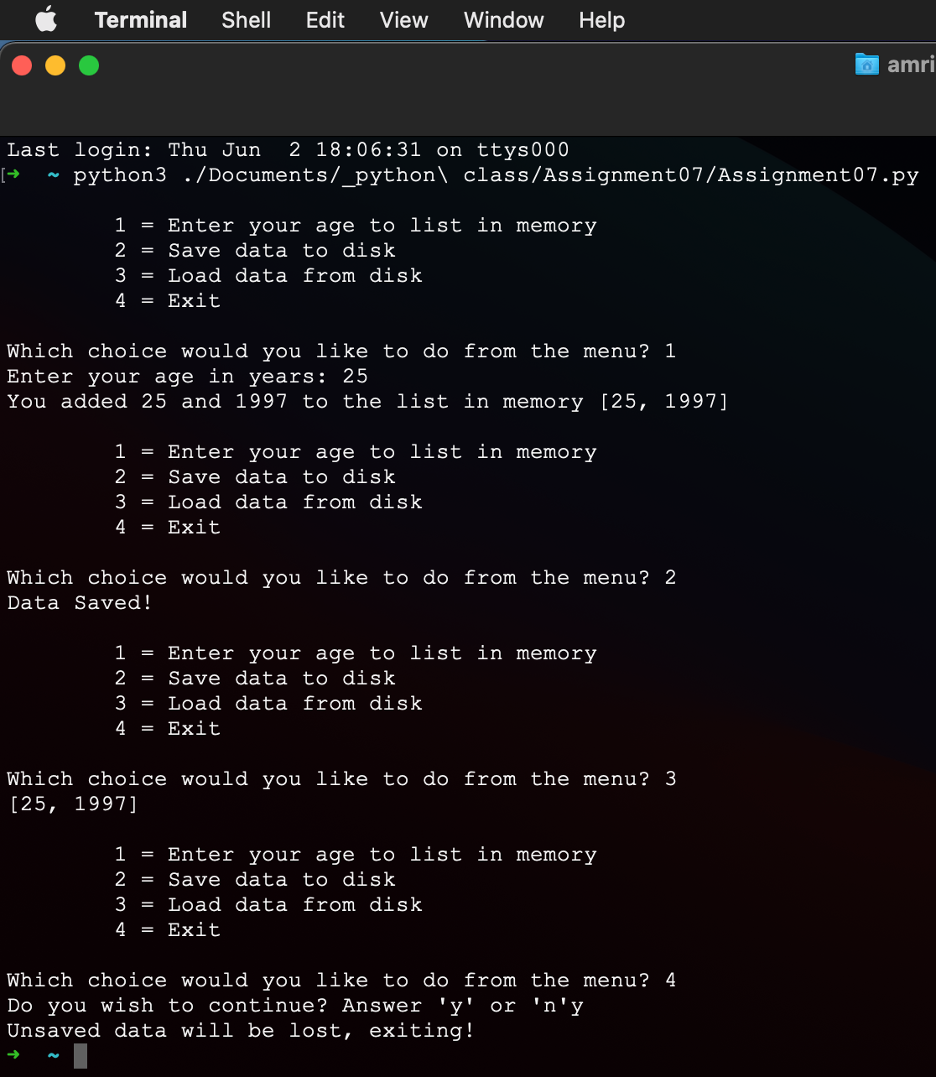 Terminal Shell Edit View Window Help
amri
Last login: Thu Jun  2 18:06:31 on ttys000
[➜  ~ python3 ./Documents/_python\ class/Assignment07/Assignment07.py
1 = Enter your age to list in memory
2 = Save data to disk
3 = Load data from disk
4 = Exit
Which choice would you like to do from the menu? 1
Enter your age in years: 25
You added 25 and 1997 to the list in memory [25, 1997]
1 = Enter your age to list in memory
2 = Save data to disk
3 = Load data from disk
4 = Exit
Which choice would you like to do from the menu? 2
Data Saved!
1 = Enter your age to list in memory
2 = Save data to disk
3 = Load data from disk
4 = Exit
Which choice would you like to do from the menu? 3
[25, 1997]
1 = Enter your age to list in memory
2 = Save data to disk
3 = Load data from disk
4 = Exit
Which choice would you like to do from the menu? 4
Do you wish to continue? Answer 'y' or 'n'y
Unsaved data will be lost, exiting!
➜  ~